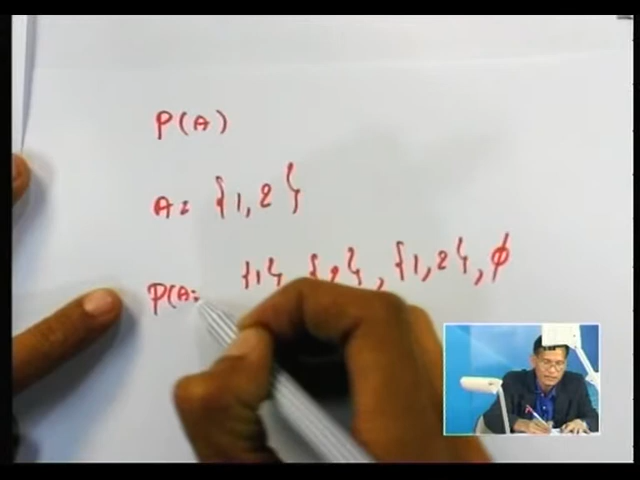 P(A)
A= {1,2}
P(A= {1}, {2}, {1,2}, ϕ